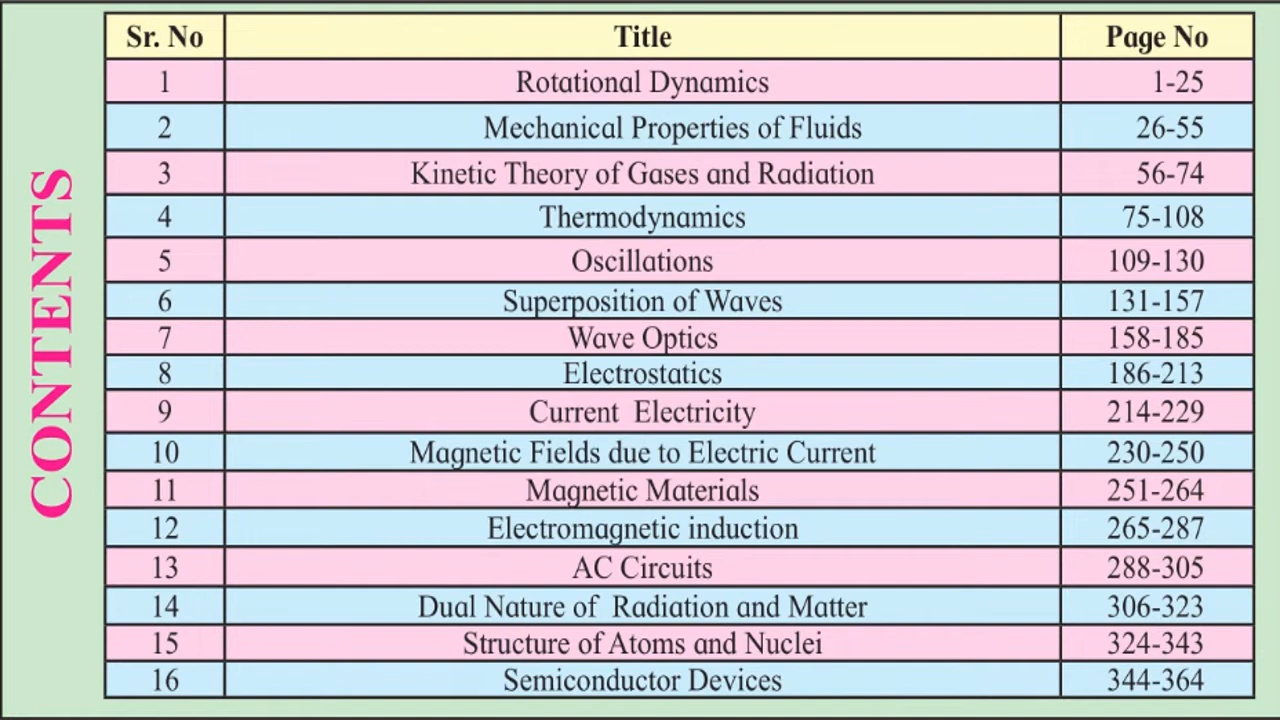 CONTENTS
Sr. No Title Page No
1 Rotational Dynamics 1-25
2 Mechanical Properties of Fluids 26-55
3 Kinetic Theory of Gases and Radiation 56-74
4 Thermodynamics 75-108
5 Oscillations 109-130
6 Superposition of Waves 131-157
7 Wave Optics 158-185
8 Electrostatics 186-213
9 Current Electricity 214-229
10 Magnetic Fields due to Electric Current 230-250
11 Magnetic Materials 251-264
12 Electromagnetic induction 265-287
13 AC Circuits 288-305
14 Dual Nature of Radiation and Matter 306-323
15 Structure of Atoms and Nuclei 324-343
16 Semiconductor Devices 344-364